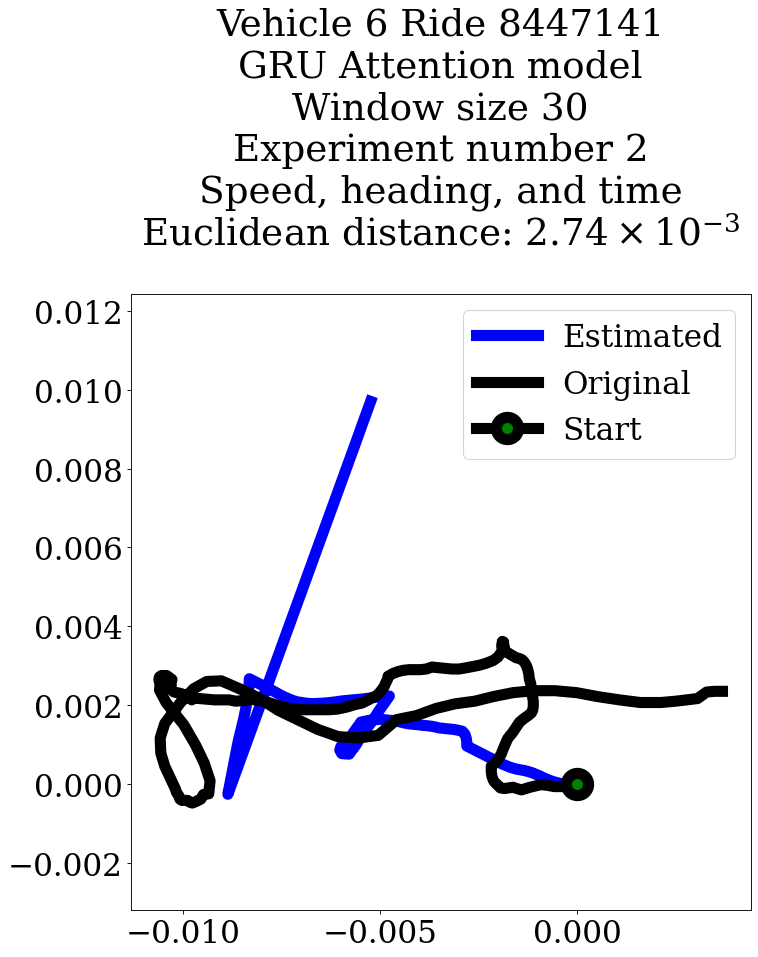 Vehicle 6 Ride 8447141
GRU Attention model
Window size 30
Experiment number 2
Speed, heading, and time
Euclidean distance: 2.74 × 10⁻³
0.012
0.010
0.008
0.006
0.004
0.002
0.000
−0.002
Estimated
Original
Start
−0.010 −0.005 0.000